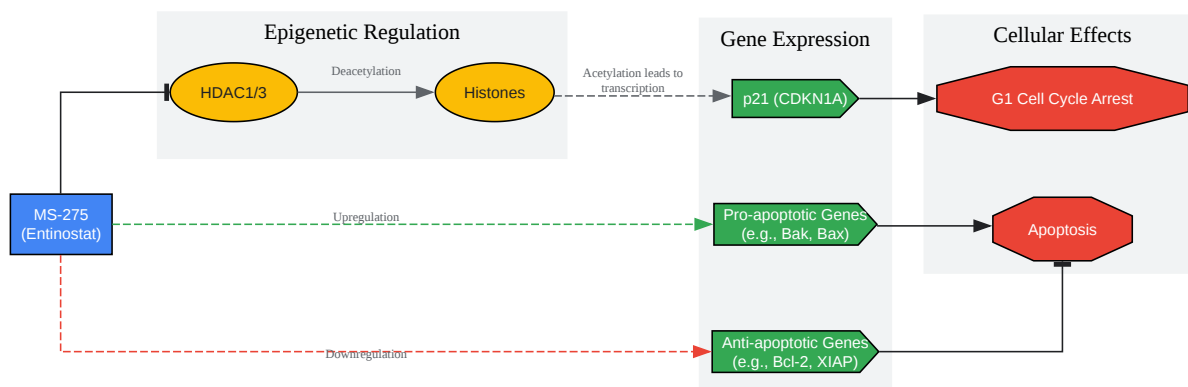 Epigenetic Regulation
Gene Expression
Cellular Effects
Deacetylation
Acetylation leads to
transcription
HDAC1/3
Histones
p21 (CDKN1A)
G1 Cell Cycle Arrest
MS-275
(Entinostat)
Upregulation
Pro-apoptotic Genes
(e.g., Bak, Bax)
Apoptosis
Downregulation
Anti-apoptotic Genes
(e.g., Bcl-2, XIAP)